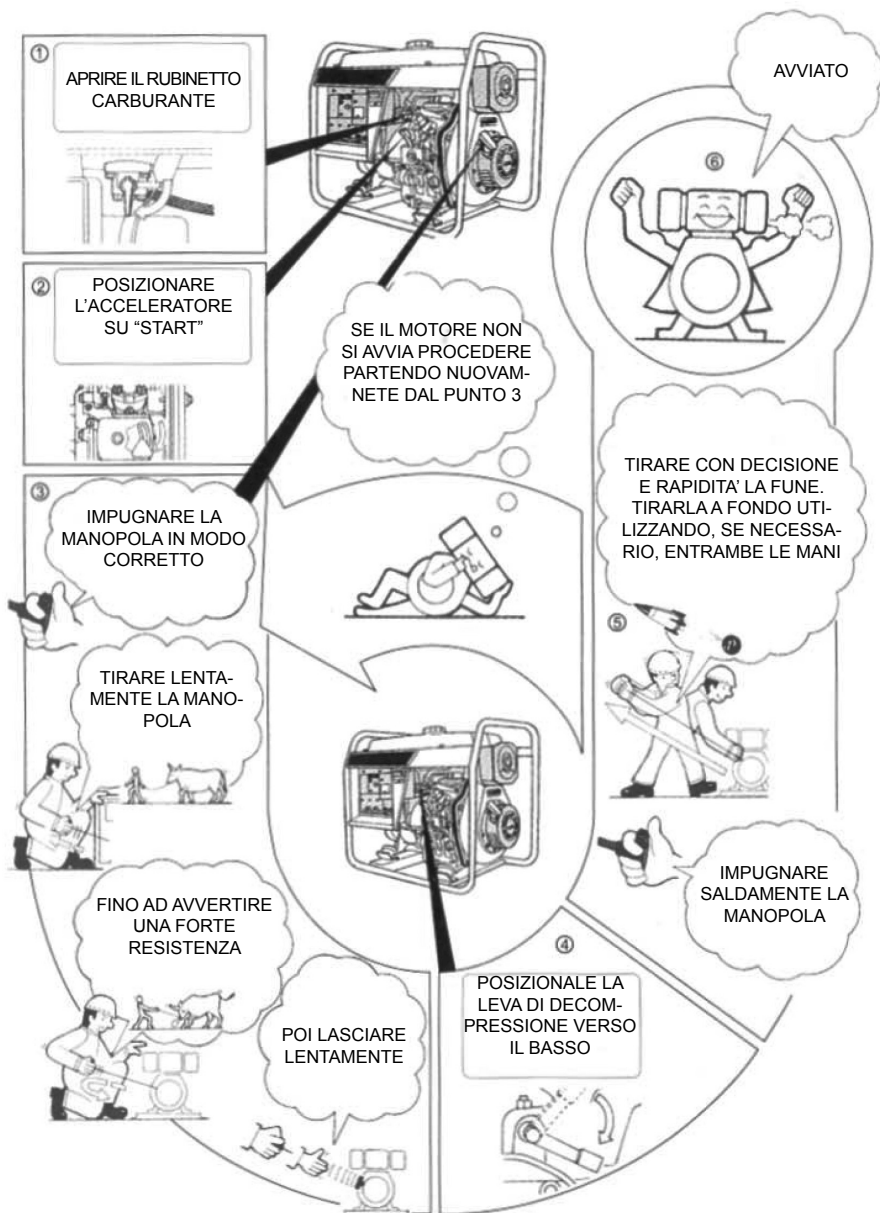 ①
APRIRE IL RUBINETTO
CARBURANTE
②
POSIZIONARE
L'ACCELERATORE
SU “START”
③
IMPUGNARE LA
MANOPOLA IN MODO
CORRETTO
TIRARE LENTA-
MENTE LA MANO-
POLA
FINO AD AVVERTIRE
UNA FORTE
RESISTENZA
POI LASCIARE
LENTAMENTE
④
POSIZIONALE LA
LEVA DI DECOM-
PRESSIONE VERSO
IL BASSO
IMPUGNARE
SALDAMENTE LA
MANOPOLA
⑤
TIRARE CON DECISIONE
E RAPIDITA’ LA FUNE.
TIRARLA A FONDO UTI-
LIZZANDO, SE NECESSA-
RIO, ENTRAMBE LE MANI
⑥
AVVIATO
SE IL MOTORE NON
SI AVVIA PROCEDERE
PARTENDO NUOVAM-
NETE DAL PUNTO 3